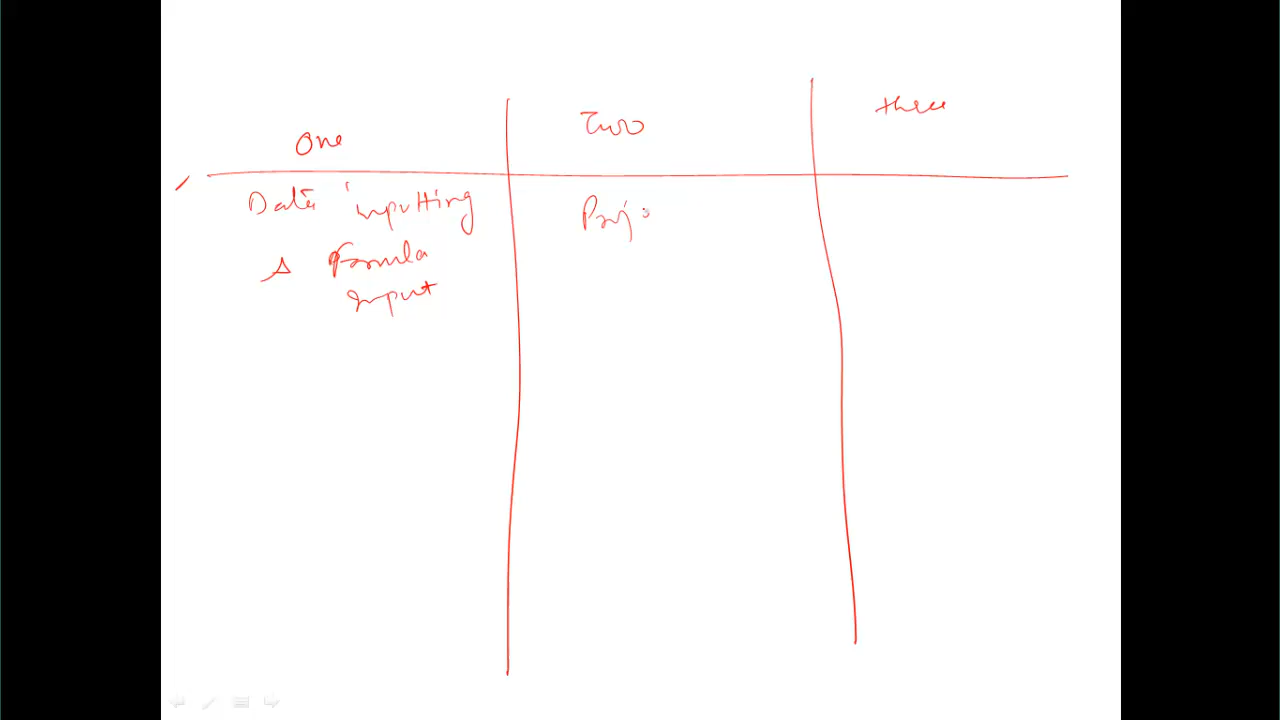 One
Two
three
Data inputting
Formula
input